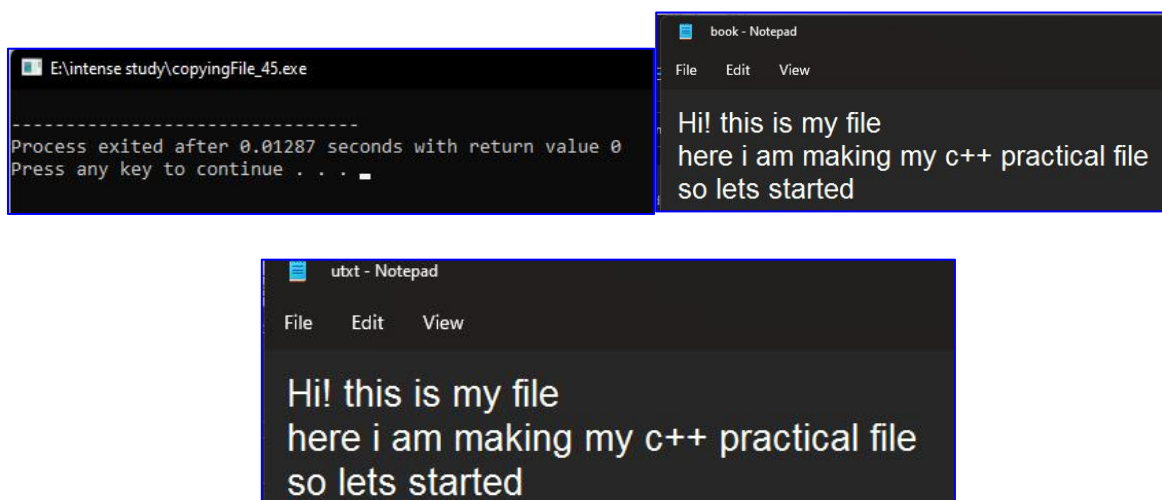 E:\intense study\copyingFile_45.exe
--------------------------------
Process exited after 0.01287 seconds with return value 0
Press any key to continue . . .
book - Notepad
File Edit View
Hi! this is my file
here i am making my c++ practical file
so lets started
utxt - Notepad
File Edit View
Hi! this is my file
here i am making my c++ practical file
so lets started